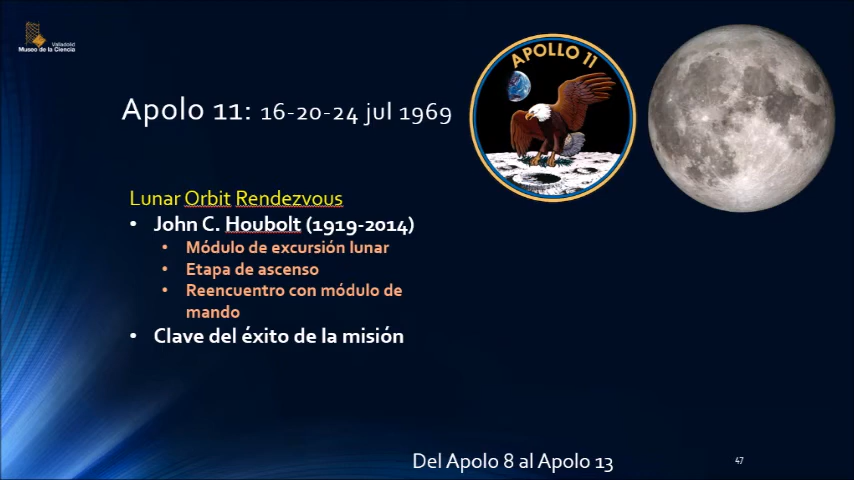 Valladolid
Museo de la Ciencia
APOLLO 11
Apolo 11: 16-20-24 jul 1969
Lunar Orbit Rendezvous
• John C. Houbolt (1919-2014)
• Módulo de excursión lunar
• Etapa de ascenso
• Reencuentro con módulo de
mando
• Clave del éxito de la misión
Del Apolo 8 al Apolo 13
47